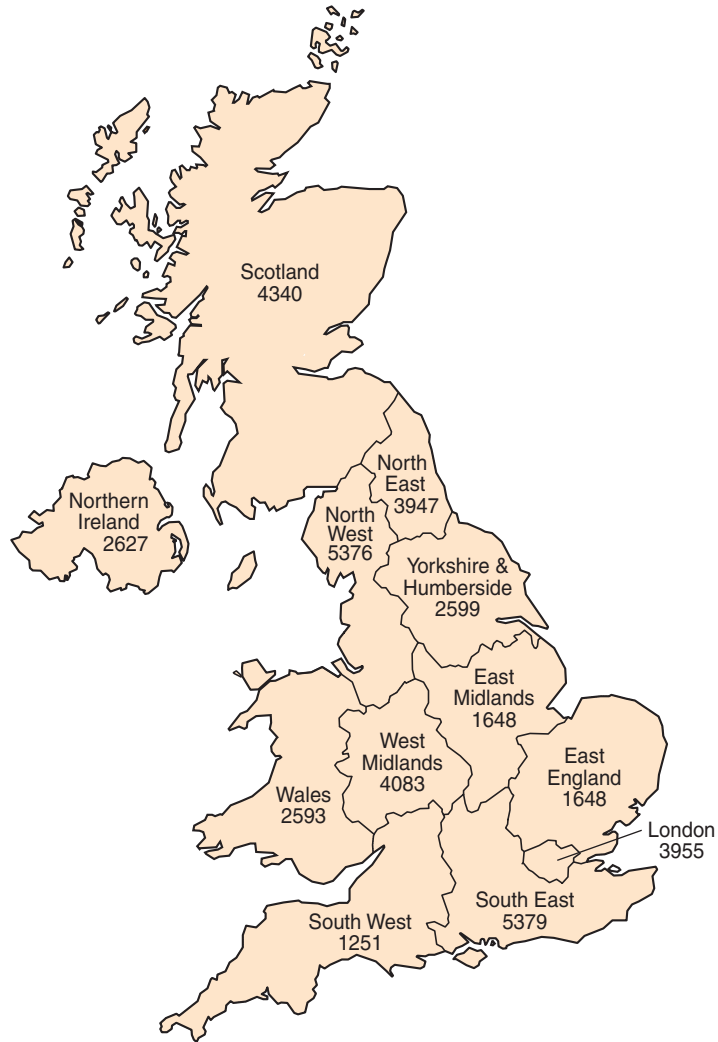 Scotland
4340
North
East
3947
Northern
Ireland
2627
North
West
5376
Yorkshire &
Humberside
2599
East
Midlands
1648
West
Midlands
4083
East
England
1648
Wales
2593
London
3955
South East
5379
South West
1251